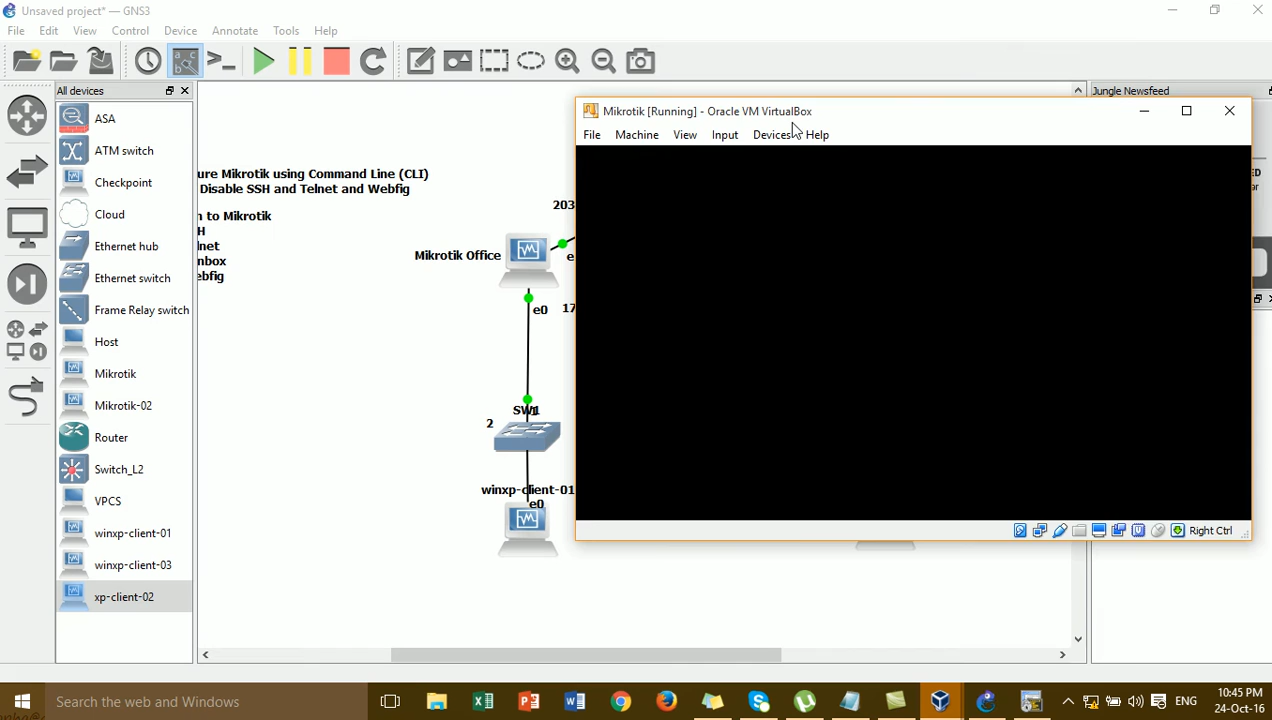 Unsaved project* — GNS3
File Edit View Control Device Annotate Tools Help
All devices
ASA
ATM switch
Checkpoint
Cloud
Ethernet hub
Ethernet switch
Frame Relay switch
Host
Mikrotik
Mikrotik-02
Router
Switch_L2
VPCS
winxp-client-01
winxp-client-03
xp-client-02
ure Mikrotik using Command Line (CLI)
Disable SSH and Telnet and Webfig
n to Mikrotik
H
lnet
nbox
ebfig
203
Mikrotik Office
e
e0
17
SW1
1
2
winxp-client-01
e0
Jungle Newsfeed
Mikrotik [Running] - Oracle VM VirtualBox
File Machine View Input Devices Help
Right Ctrl
Search the web and Windows
ENG
10:45 PM
24-Oct-16